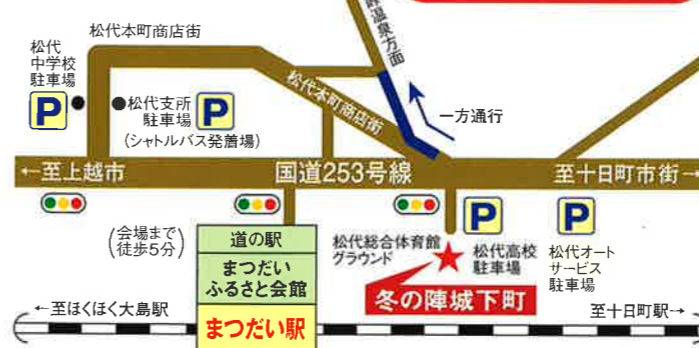 松代本町商店街
松代
中学校
駐車場
P
松代支所
駐車場
P
(シャトルバス発着場)
松代本町商店街
温泉方面
一方通行
←至上越市
国道253号線
至十日町市街→
(会場まで
徒歩5分)
道の駅
まつだい
ふるさと会館
まつだい駅
松代総合体育館
グラウンド
P
松代高校
駐車場
P
松代オート
サービス
駐車場
冬の陣城下町
←至ほくほく大島駅
至十日町駅→